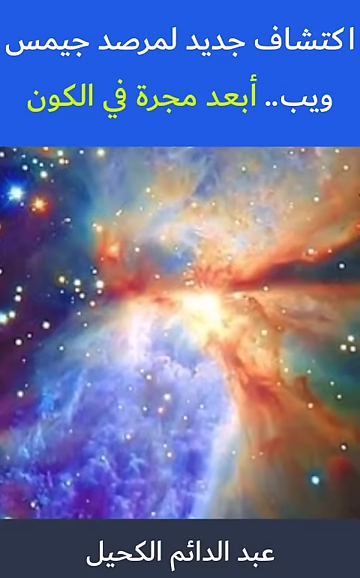 اكتشاف جديد لمرصد جيمس
ويب.. أبعد مجرة في الكون
عبد الدائم الكحيل